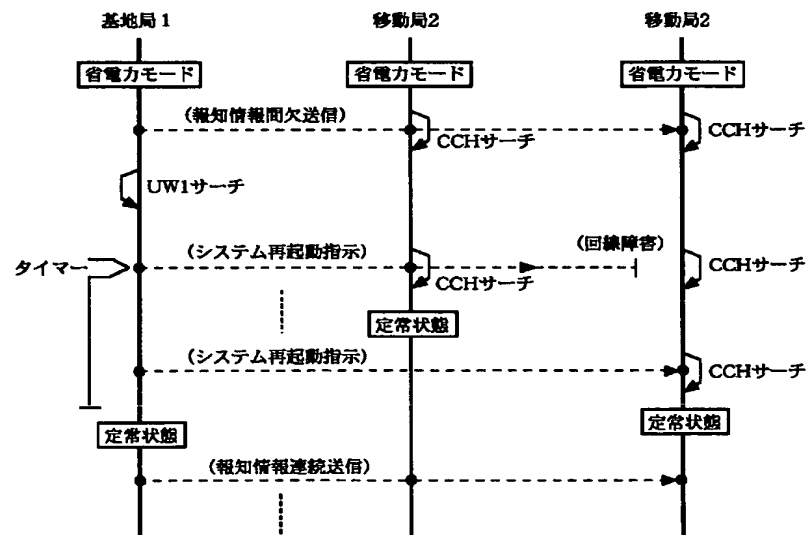 基地局1
移動局2
移動局2
省電力モード
省電力モード
省電力モード
(報知情報間欠送信)
CCHサーチ
CCHサーチ
UW1サーチ
タイマー
(システム再起動指示)
(回線障害)
CCHサーチ
CCHサーチ
定常状態
(システム再起動指示)
CCHサーチ
定常状態
定常状態
(報知情報連続送信)